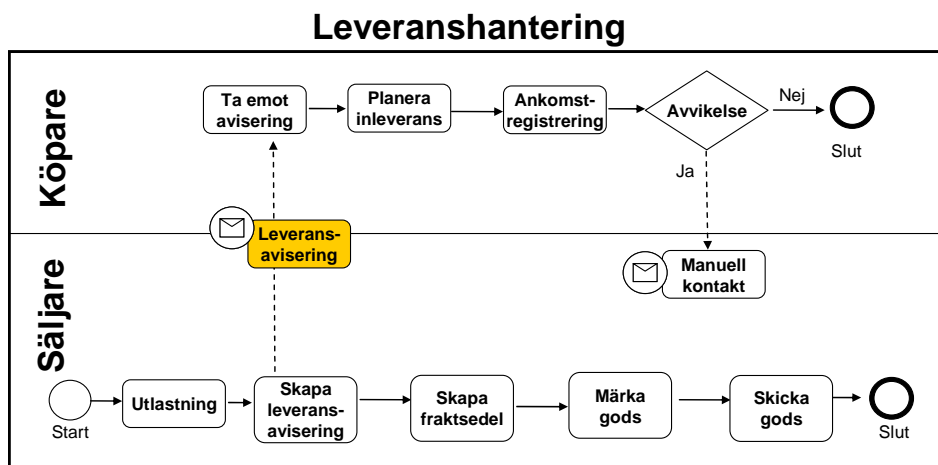 Leveranshantering
Köpare
Ta emot
avisering
Planera
inleverans
Ankomst-
registrering
Avvikelse
Nej
Slut
Ja
Leverans-
avisering
Manuell
kontakt
Säljare
Start
Utlastning
Skapa
leverans-
avisering
Skapa
fraktsedel
Märka
gods
Skicka
gods
Slut